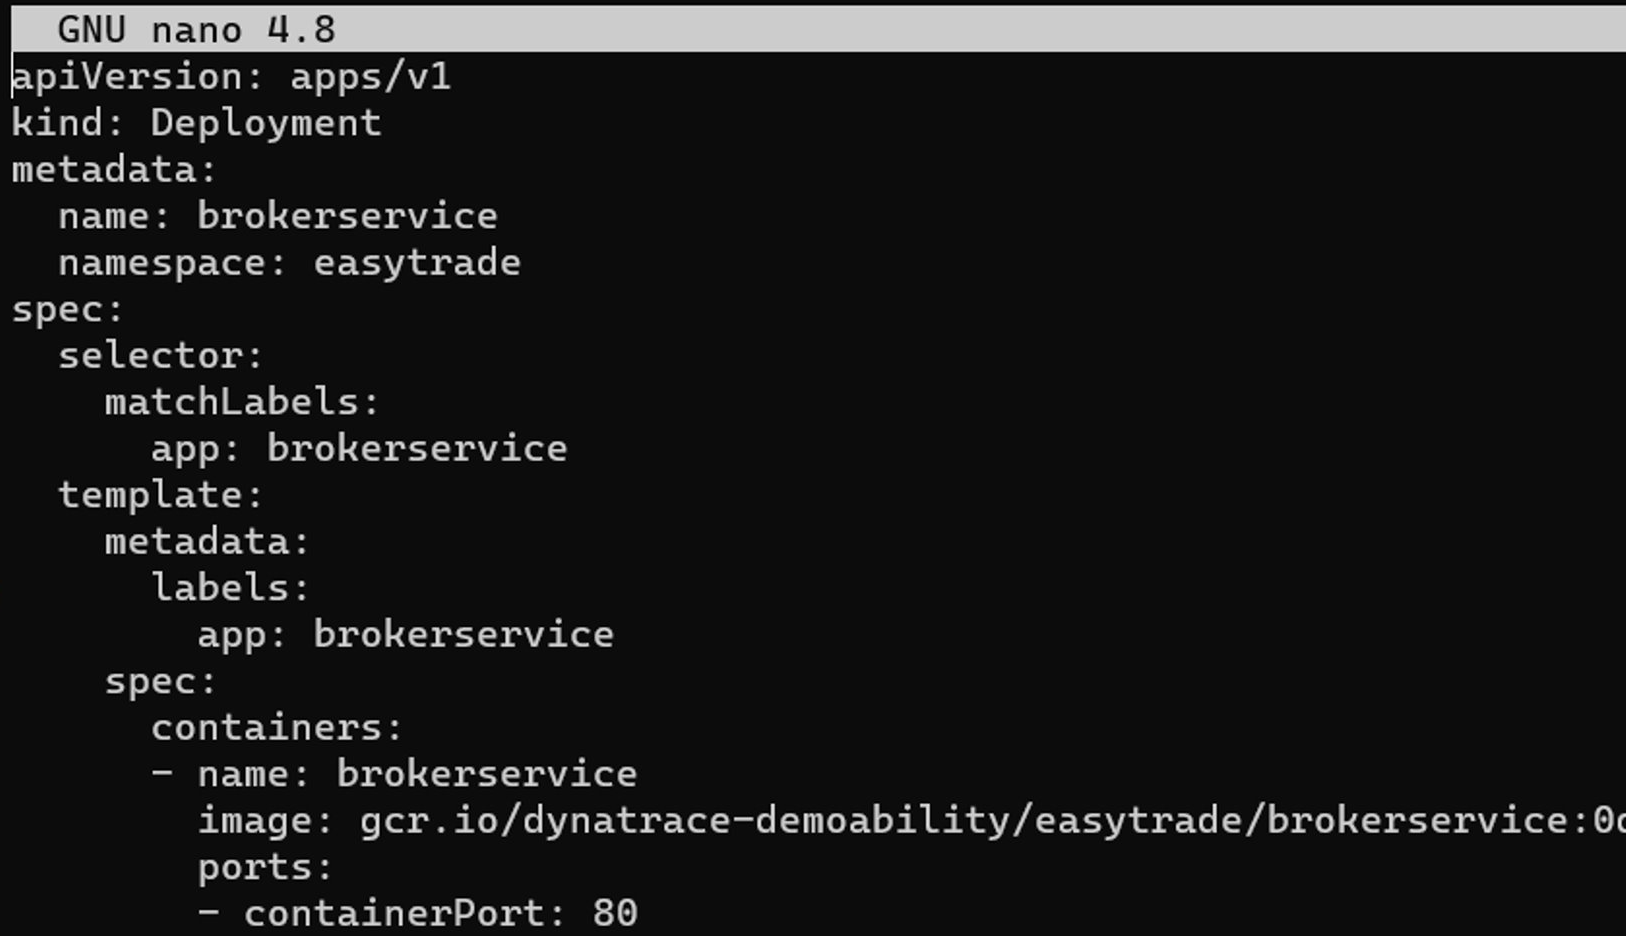 GNU nano 4.8
apiVersion: apps/v1
kind: Deployment
metadata:
  name: brokerservice
  namespace: easytrade
spec:
  selector:
    matchLabels:
      app: brokerservice
  template:
    metadata:
      labels:
        app: brokerservice
    spec:
      containers:
      - name: brokerservice
        image: gcr.io/dynatrace-demoability/easytrade/brokerservice:0
        ports:
        - containerPort: 80